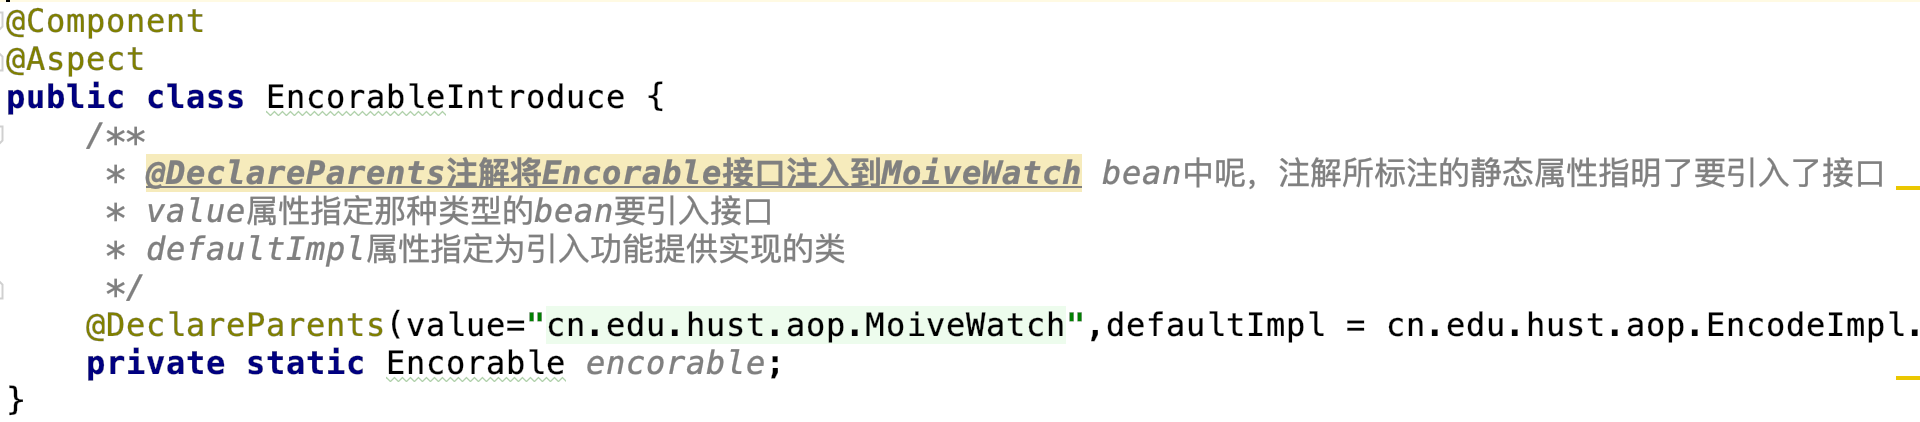 @Component
@Aspect
public class EncorableIntroduce {
    /**
     * @DeclareParents注解将Encorable接口注入到MoiveWatch bean中呢，注解所标注的静态属性指明了要引入了接口
     * value属性指定那种类型的bean要引入接口
     * defaultImpl属性指定为引入功能提供实现的类
     */
    @DeclareParents(value="cn.edu.hust.aop.MoiveWatch",defaultImpl = cn.edu.hust.aop.EncodeImpl.
    private static Encorable encorable;
}